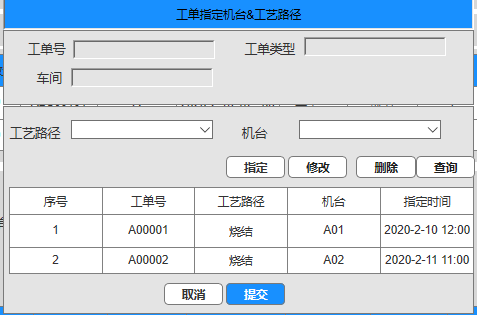 工单指定机台&工艺路径
工单号 工单类型
车间
工艺路径 机台
指定 修改 删除 查询
序号 工单号 工艺路径 机台 指定时间
1 A00001 烧结 A01 2020-2-10 12:00
2 A00002 烧结 A02 2020-2-11 11:00
取消 提交